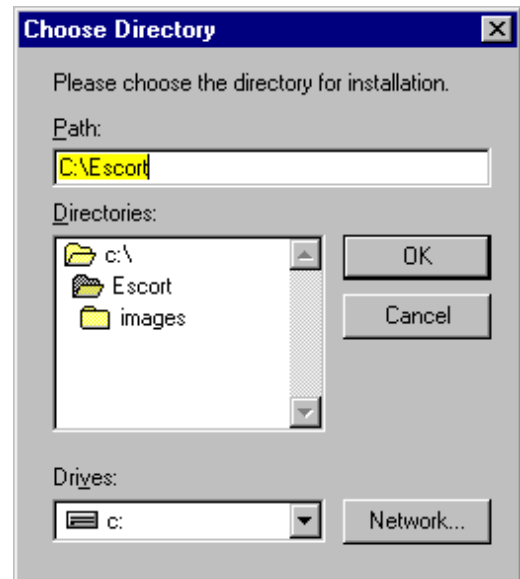 Choose Directory
Please choose the directory for installation.
Path:
C:\Escort
Directories:
c:\
Escort
images
OK
Cancel
Drives:
c:
Network...